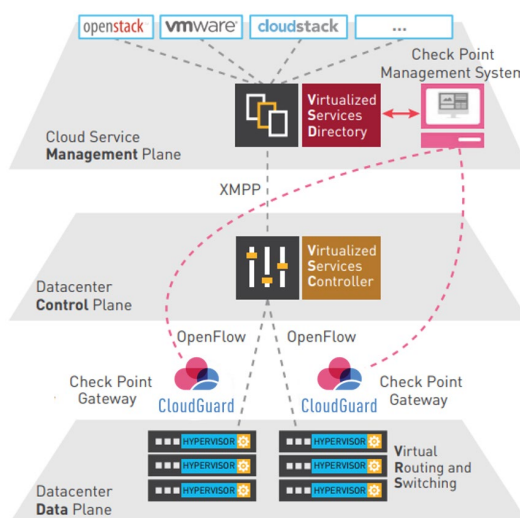 openstack
vmware®
cloudstack
...
Check Point
Management System
Virtualized
Services
Directory
Cloud Service
Management Plane
XMPP
Virtualized
Services
Controller
Datacenter
Control Plane
OpenFlow
OpenFlow
Check Point
Gateway
CloudGuard
CloudGuard
Check Point
Gateway
HYPERVISOR
HYPERVISOR
HYPERVISOR
HYPERVISOR
HYPERVISOR
HYPERVISOR
Virtual
Routing and
Switching
Datacenter
Data Plane